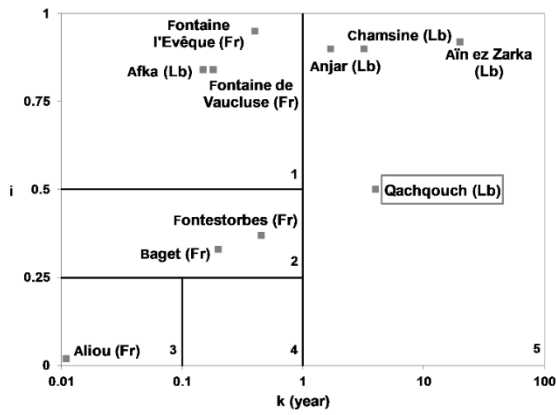 1
Fontaine
l'Evêque (Fr)
Chamsine (Lb)
Afka (Lb)
Anjar (Lb)
Aïn ez Zarka
(Lb)
0.75
Fontaine de
Vaucluse (Fr)
1
i
0.5
Qachqouch (Lb)
Fontestorbes (Fr)
Baget (Fr)
2
0.25
Aliou (Fr)
3
4
5
0
0.01
0.1
1
10
100
k (year)